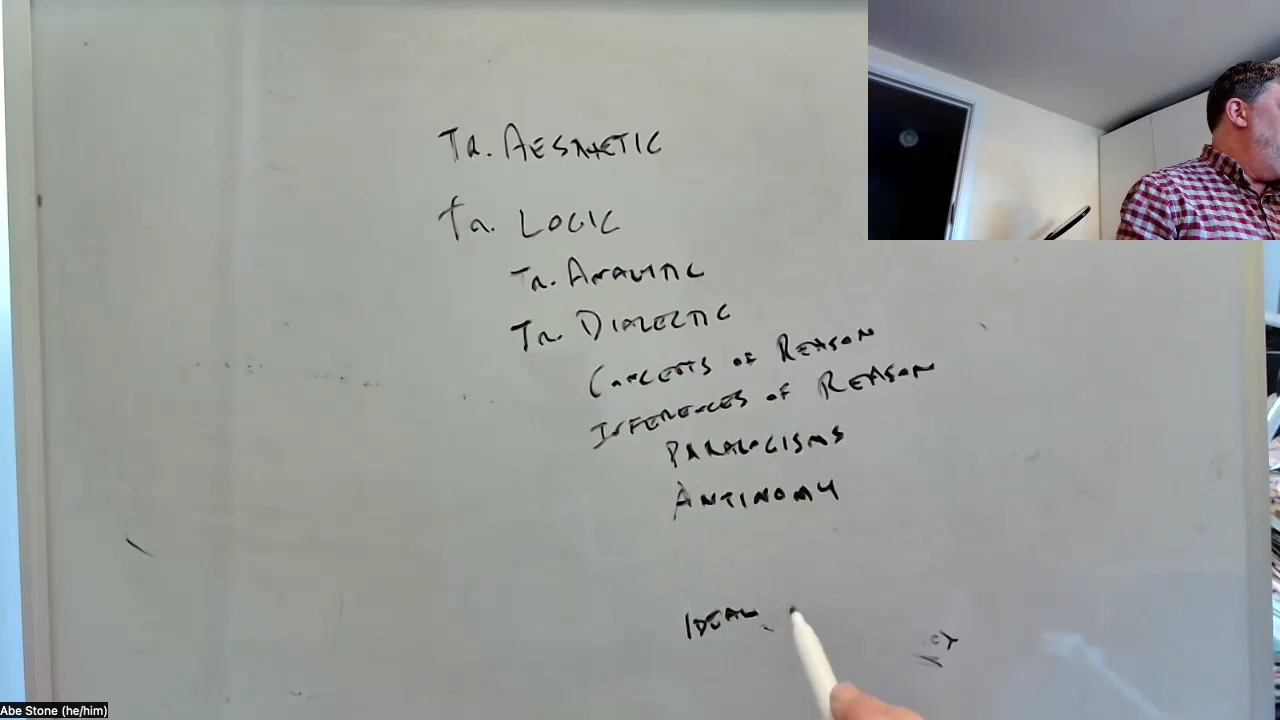 Tr. AESTHETIC
Tr. LOGIC
Tr. ANALYTIC
Tr. DIALECTIC
CONCEPTS OF REASON
INFERENCES OF REASON
PARALOGISMS
ANTINOMY
IDEAL
Abe Stone (he/him)